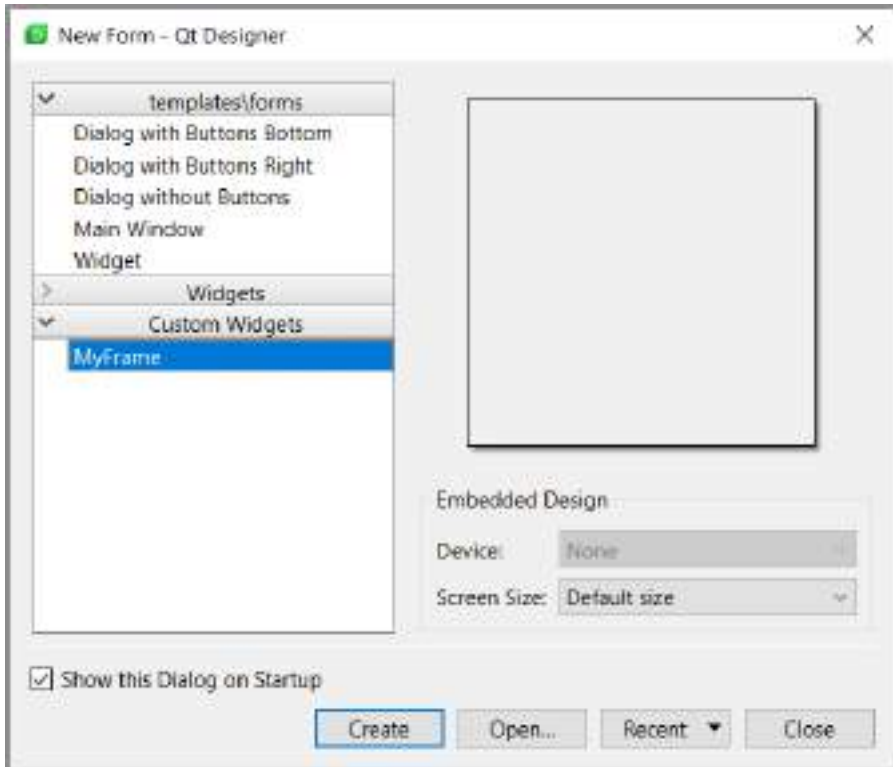 New Form - Qt Designer
templates\forms
Dialog with Buttons Bottom
Dialog with Buttons Right
Dialog without Buttons
Main Window
Widget
Widgets
Custom Widgets
MyFrame
Embedded Design
Device: None
Screen Size: Default size
Show this Dialog on Startup
Create Open... Recent Close